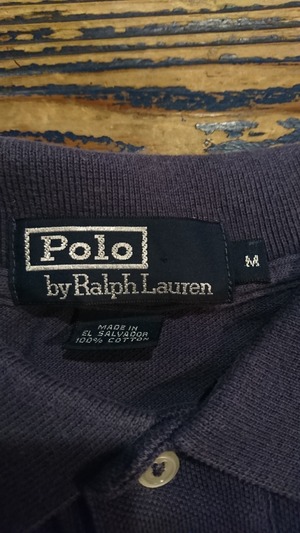 Polo
by Ralph Lauren
M
MADE IN
EL SALVADOR
100% COTTON